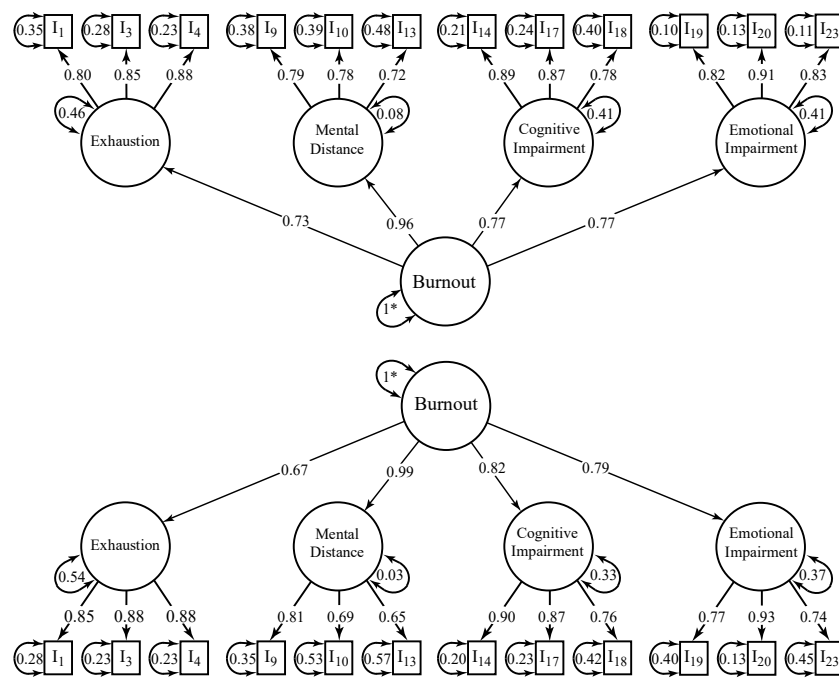 0.35 I1 0.28 I3 0.23 I4 0.38 I9 0.39 I10 0.48 I13 0.21 I14 0.24 I17 0.40 I18 0.10 I19 0.13 I20 0.11 I23
0.80 0.85 0.88 0.79 0.78 0.72 0.89 0.87 0.78 0.82 0.91 0.83
0.46 0.08 0.41 0.41
Exhaustion
Mental
Distance
Cognitive
Impairment
Emotional
Impairment
0.73 0.96 0.77 0.77
Burnout
1*
1*
Burnout
0.67 0.99 0.82 0.79
Exhaustion
Mental
Distance
Cognitive
Impairment
Emotional
Impairment
0.54 0.03 0.33 0.37
0.85 0.88 0.88 0.81 0.69 0.65 0.90 0.87 0.76 0.77 0.93 0.74
0.28 I1 0.23 I3 0.23 I4 0.35 I9 0.53 I10 0.57 I13 0.20 I14 0.23 I17 0.42 I18 0.40 I19 0.13 I20 0.45 I23